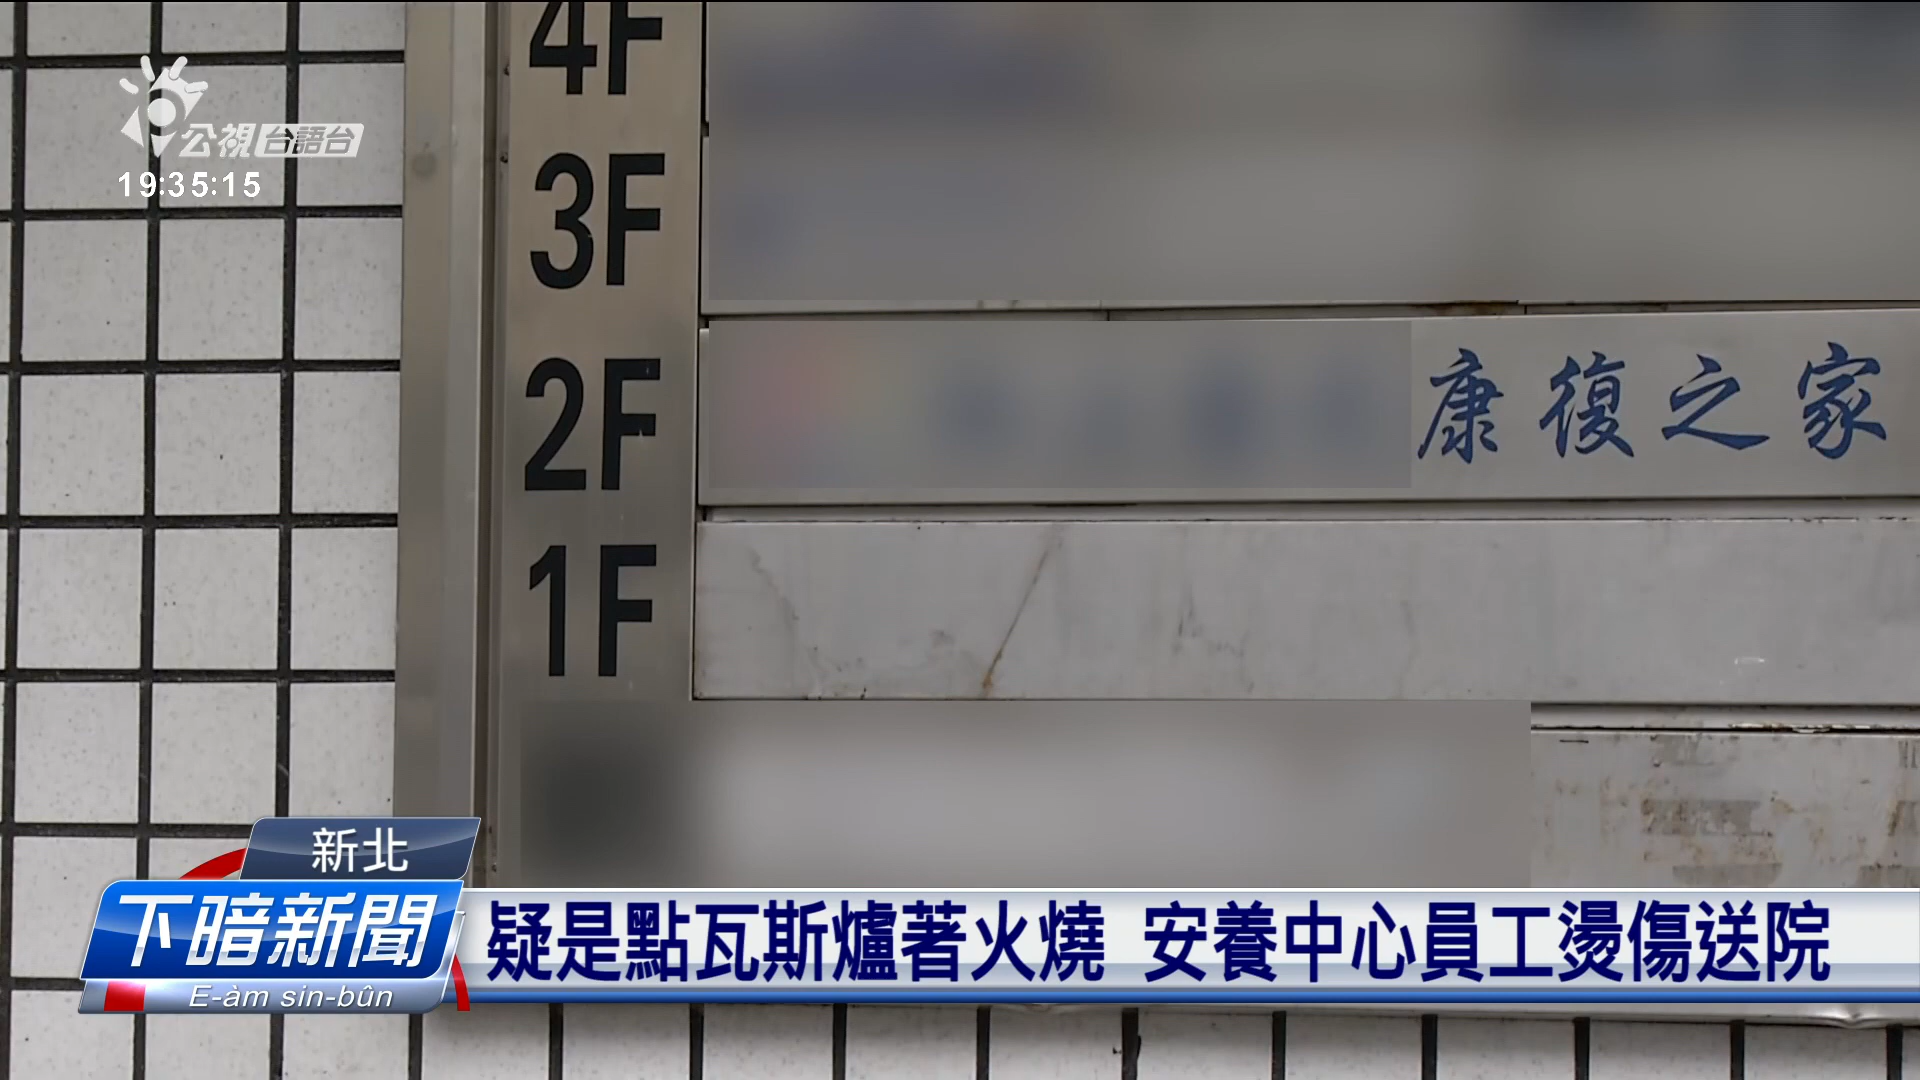 4F
公視台語台
19:35:15
3F
2F 康復之家
1F
新北
下暗新聞
E-àm sin-bûn
疑是點瓦斯爐著火燒 安養中心員工燙傷送院